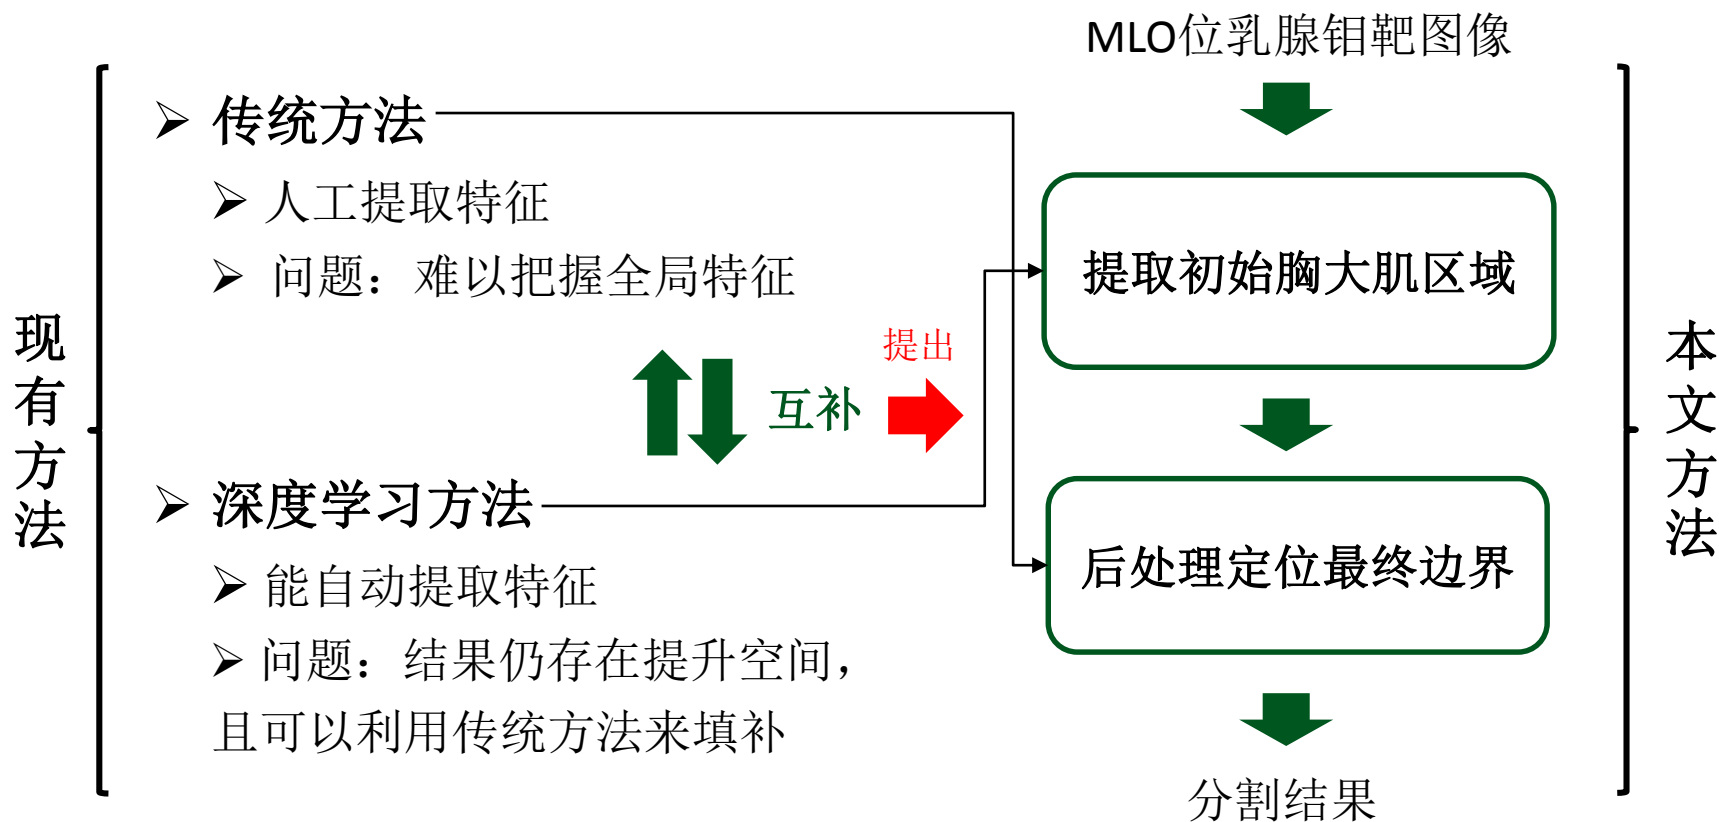 现有方法
传统方法
人工提取特征
问题：难以把握全局特征
互补
提出
深度学习方法
能自动提取特征
问题：结果仍存在提升空间，
且可以利用传统方法来填补
MLO位乳腺钼靶图像
提取初始胸大肌区域
后处理定位最终边界
分割结果
本文方法